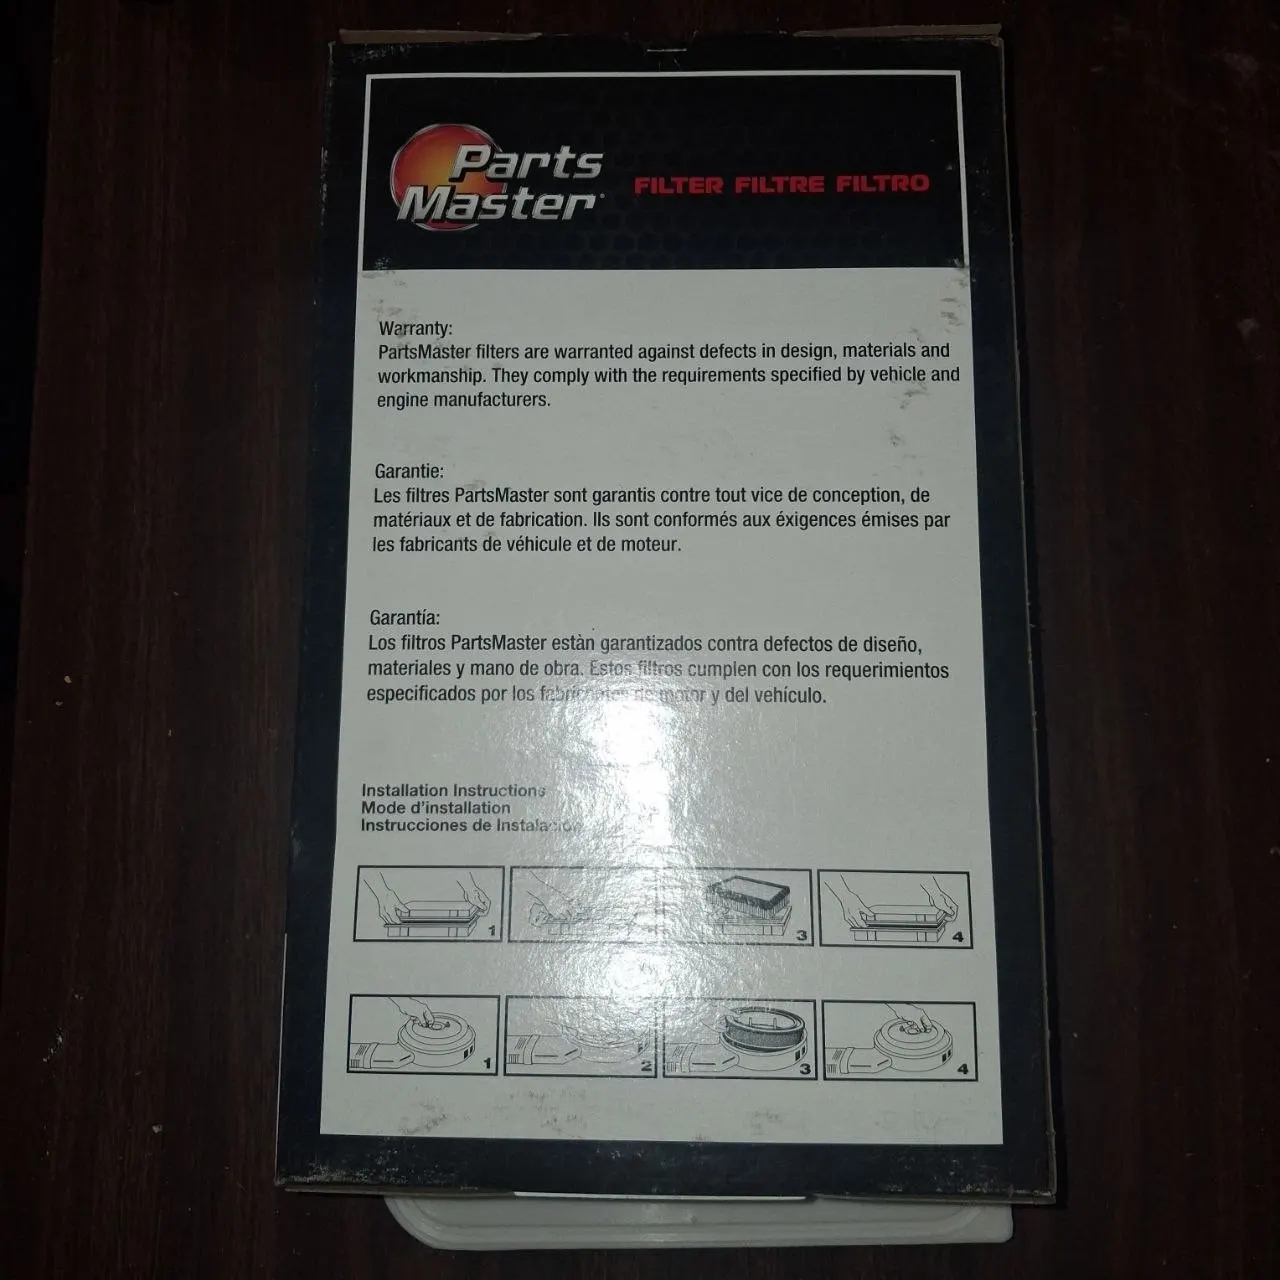 Parts
Master
FILTER FILTRE FILTRO
Warranty:
PartsMaster filters are warranted against defects in design, materials and
workmanship. They comply with the requirements specified by vehicle and
engine manufacturers.
Garantie:
Les filtres PartsMaster sont garantis contre tout vice de conception, de
matériaux et de fabrication. Ils sont conformés aux éxigences émises par
les fabricants de véhicule et de moteur.
Garantía:
Los filtros PartsMaster estàn garantizados contra defectos de diseño,
materiales y mano de obra. Estos filtros cumplen con los requerimientos
especificados por los fabricantes de motor y del vehículo.
Installation Instructions
Mode d'installation
Instrucciones de Instalación
1 3 4
1 2 3 4